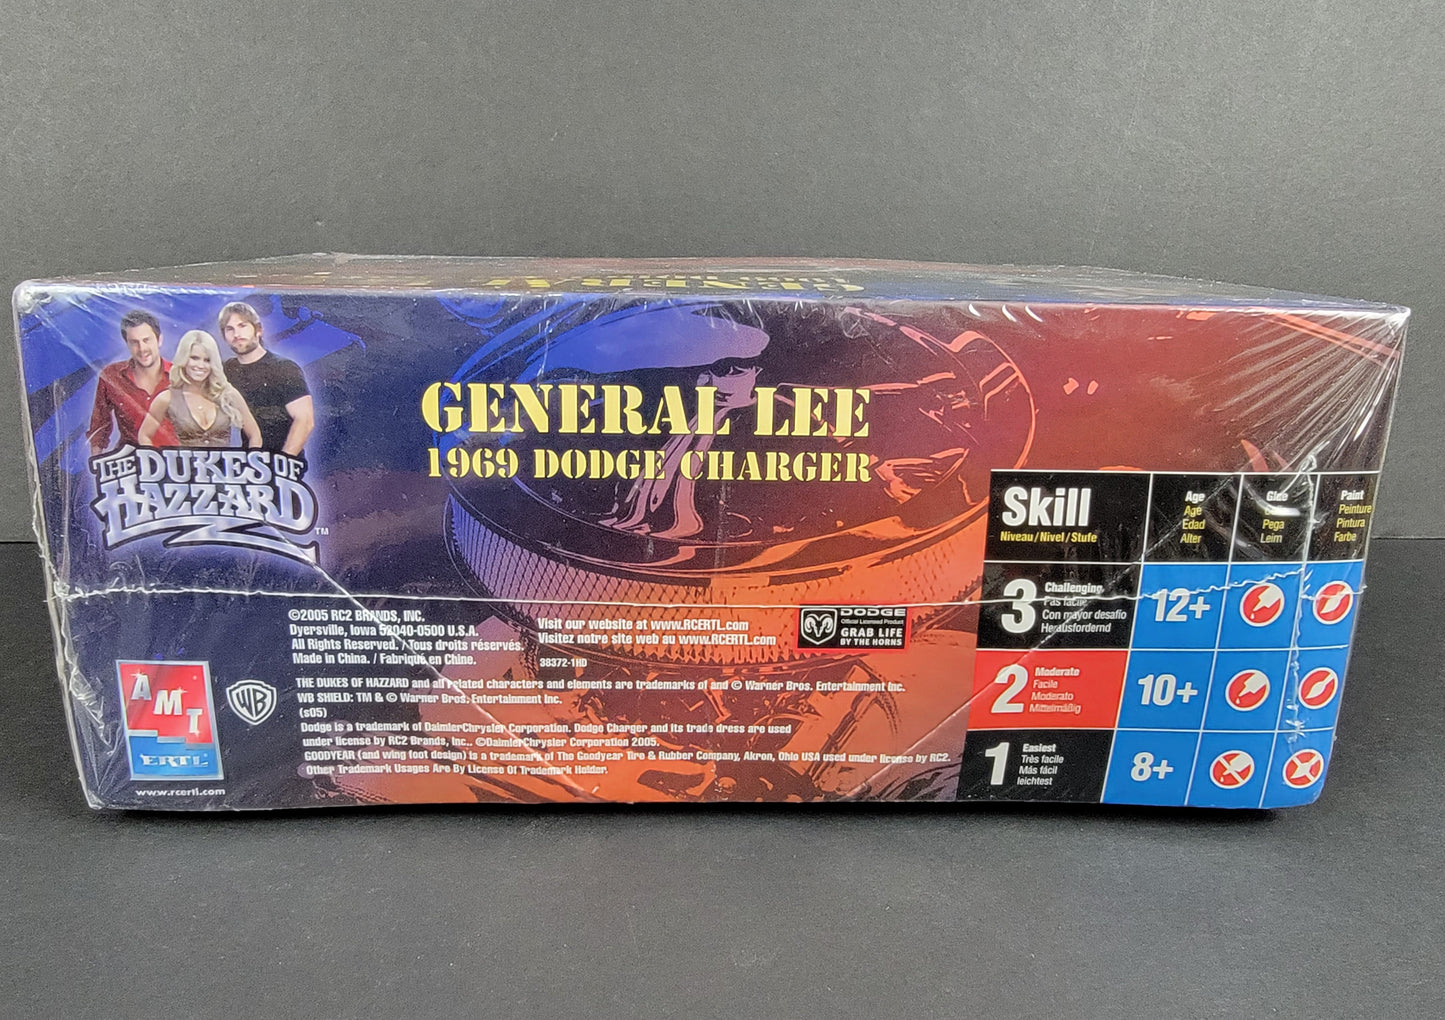 THE DUKES OF
HAZZARD™
GENERAL LEE
1969 DODGE CHARGER
©2005 RC2 BRANDS, INC.
Dyersville, Iowa 52040-0500 U.S.A.
All Rights Reserved. / Tous droits réservés.
Made in China. / Fabriqué en Chine.
Visit our website at www.RCERTL.com
Visitez notre site web au www.RCERTL.com
38372-1HD
DODGE
Official Licensed Product
GRAB LIFE
BY THE HORNS
THE DUKES OF HAZZARD and all related characters and elements are trademarks of and © Warner Bros. Entertainment Inc.
WB SHIELD: TM & © Warner Bros. Entertainment Inc.
(s05)
Dodge is a trademark of DaimlerChrysler Corporation. Dodge Charger and its trade dress are used
under license by RC2 Brands, Inc.. ©DaimlerChrysler Corporation 2005.
GOODYEAR (and wing foot design) is a trademark of The Goodyear Tire & Rubber Company, Akron, Ohio USA used under license by RC2.
Other Trademark Usages Are By License Of Trademark Holder.
AMT
ERTL
WB
www.rcertl.com
Skill
Niveau / Nivel / Stufe
Age
Age
Edad
Alter
Glue
Pega
Leim
Paint
Peinture
Pintura
Farbe
3
Challenging
Pas facile
Con mayor desafio
Herausfordernd
12+
2
Moderate
Facile
Moderato
Mittelmäßig
10+
1
Easiest
Très facile
Más fácil
leichtest
8+